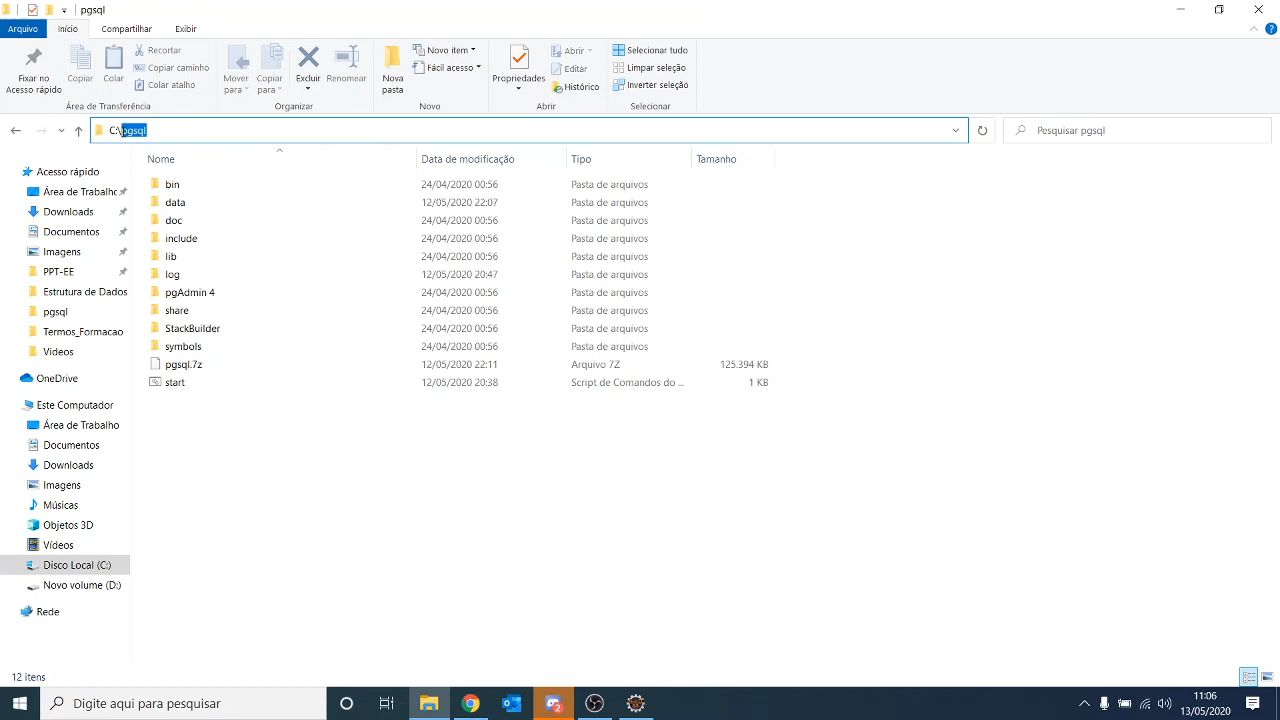 pgsql
Arquivo Início Compartilhar Exibir
Fixar no Acesso rápido
Copiar
Colar
Recortar
Copiar caminho
Colar atalho
Área de Transferência
Mover para
Copiar para
Excluir
Renomear
Organizar
Nova pasta
Novo item
Fácil acesso
Novo
Propriedades
Abrir
Editar
Histórico
Abrir
Selecionar tudo
Limpar seleção
Inverter seleção
Selecionar
C:\pgsql
Pesquisar pgsql
Nome Data de modificação Tipo Tamanho
bin 24/04/2020 00:56 Pasta de arquivos
data 12/05/2020 22:07 Pasta de arquivos
doc 24/04/2020 00:56 Pasta de arquivos
include 24/04/2020 00:56 Pasta de arquivos
lib 24/04/2020 00:56 Pasta de arquivos
log 12/05/2020 20:47 Pasta de arquivos
pgAdmin 4 24/04/2020 00:56 Pasta de arquivos
share 24/04/2020 00:56 Pasta de arquivos
StackBuilder 24/04/2020 00:56 Pasta de arquivos
symbols 24/04/2020 00:56 Pasta de arquivos
pgsql.7z 12/05/2020 22:11 Arquivo 7Z 125.394 KB
start 12/05/2020 20:38 Script de Comandos do ... 1 KB
Acesso rápido
Área de Trabalho
Downloads
Documentos
Imagens
PPT-EE
Estrutura de Dados
pgsql
Termos_Formacao
Videos
OneDrive
Este Computador
Área de Trabalho
Documentos
Downloads
Imagens
Músicas
Objetos 3D
Vídeos
Disco Local (C:)
Novo volume (D:)
Rede
12 itens
Digite aqui para pesquisar
11:06
13/05/2020